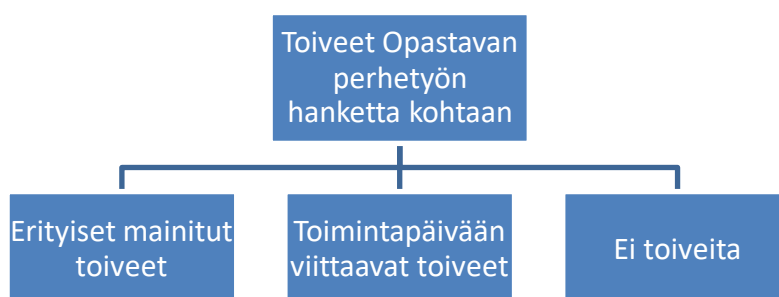 Toiveet Opastavan
perhetyön
hanketta kohtaan
Erityiset mainitut
toiveet
Toimintapäivään
viittaavat toiveet
Ei toiveita